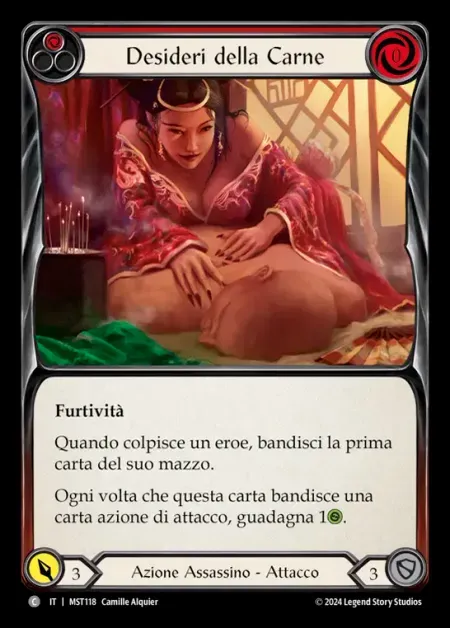 Desideri della Carne
0
Furtività
Quando colpisce un eroe, bandisci la prima
carta del suo mazzo.
Ogni volta che questa carta bandisce una
carta azione di attacco, guadagna 1.
3
Azione Assassino - Attacco
3
C IT | MST118 Camille Alquier
© 2024 Legend Story Studios